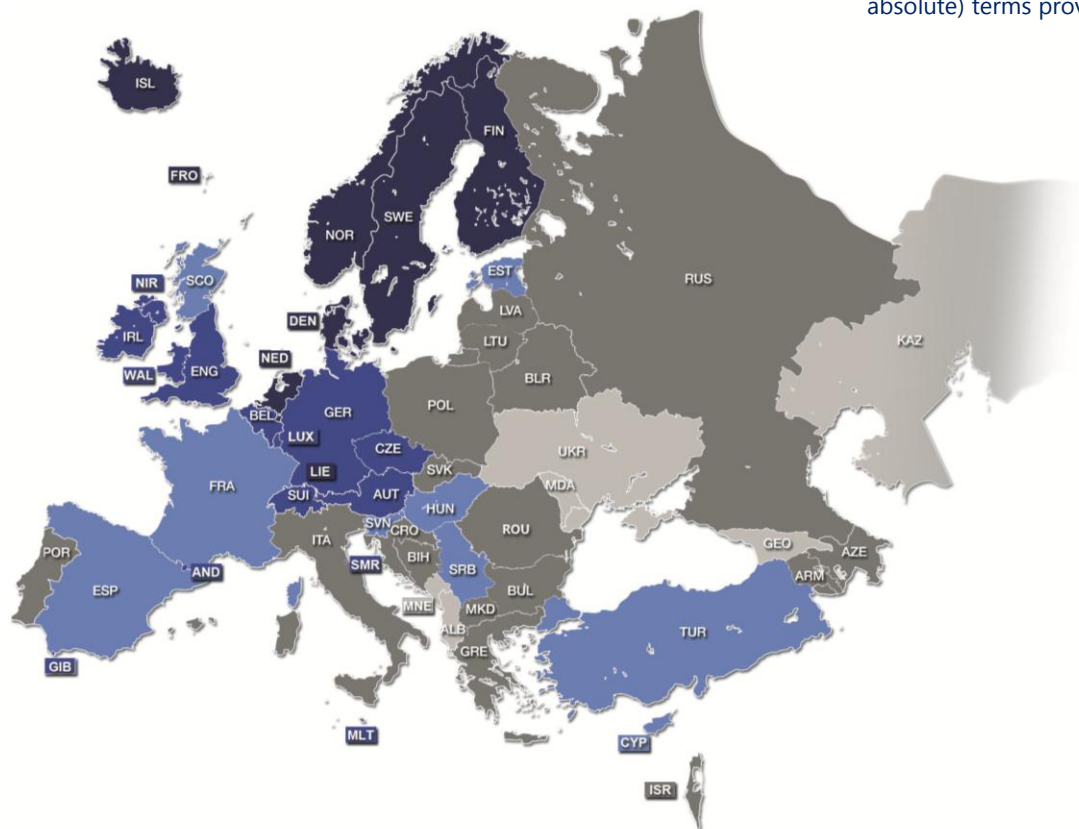 absolute) terms prov
ISL
FIN
FRO
SWE
NOR
EST
RUS
SCO
NIR
LVA
DEN
IRL
LTU
KAZ
NED
WAL
ENG
BLR
POL
GER
BEL
LUX
CZE
UKR
LIE
SVK
FRA
MDA
SUI
AUT
HUN
SVN
ROU
CRO
ITA
GEO
POR
BIH
AZE
SMR
SRB
AND
ARM
ESP
BUL
MNE
MKD
ALB
TUR
GRE
GIB
MLT
CYP
ISR